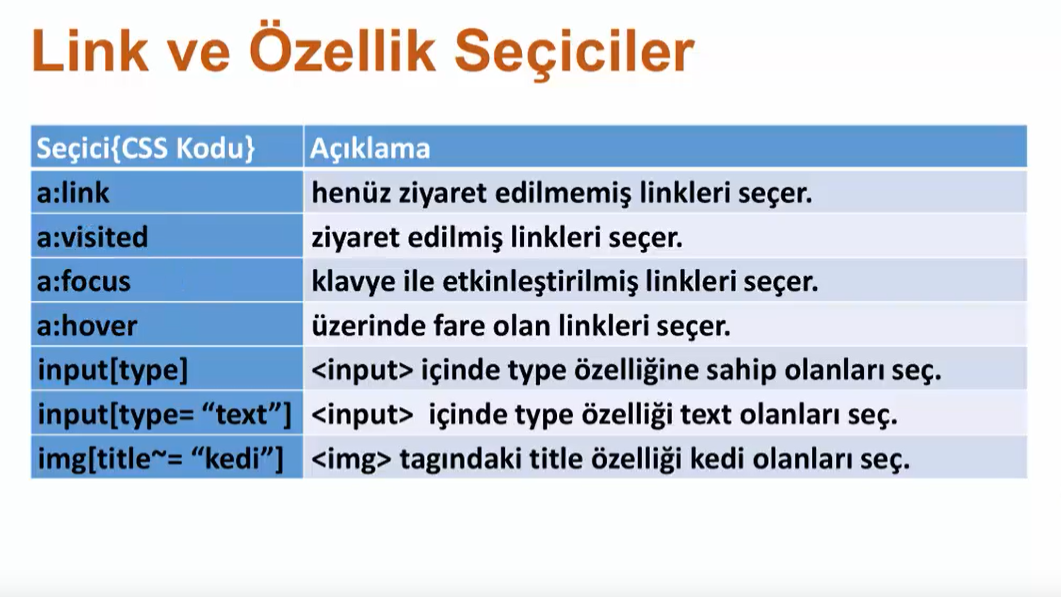 Link ve Özellik Seçiciler
Seçici{CSS Kodu} Açıklama
a:link henüz ziyaret edilmemiş linkleri seçer.
a:visited ziyaret edilmiş linkleri seçer.
a:focus klavye ile etkinleştirilmiş linkleri seçer.
a:hover üzerinde fare olan linkleri seçer.
input[type] <input> içinde type özelliğine sahip olanları seç.
input[type= “text”] <input> içinde type özelliği text olanları seç.
img[title~= “kedi”] <img> tagındaki title özelliği kedi olanları seç.